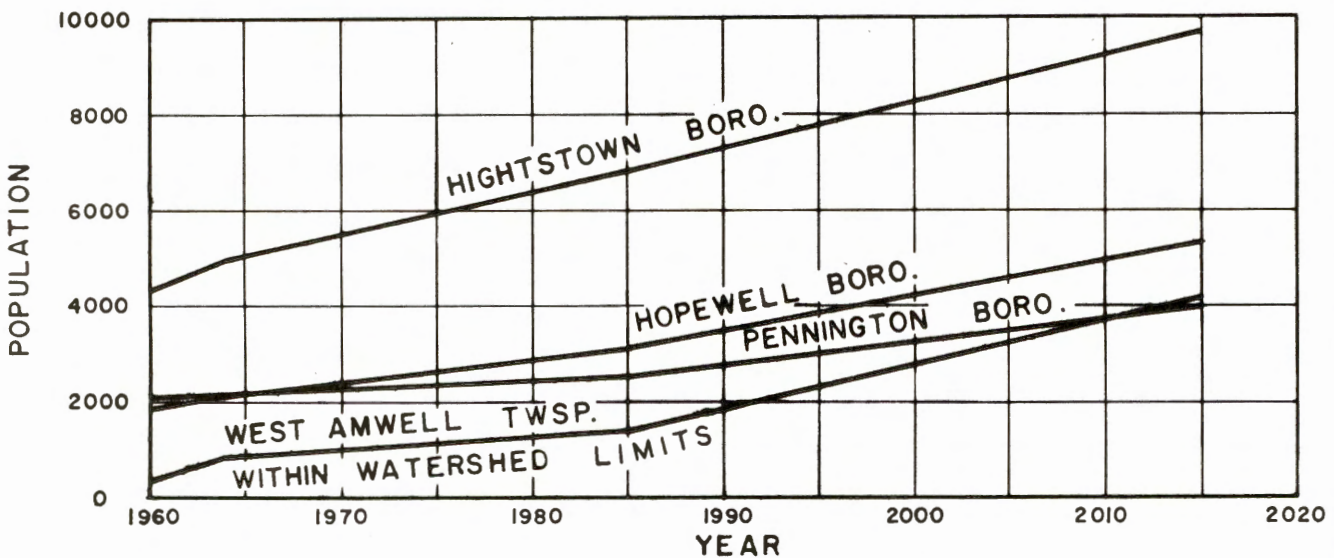 10000
8000
6000
4000
2000
0
POPULATION
HIGHTSTOWN BORO.
HOPEWELL BORO.
PENNINGTON BORO.
WEST AMWELL TWSP.
WITHIN WATERSHED LIMITS
1960 1970 1980 1990 2000 2010 2020
YEAR